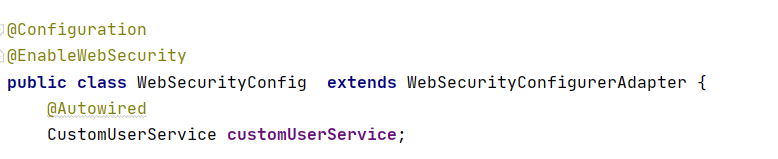 @Configuration
@EnableWebSecurity
public class WebSecurityConfig  extends WebSecurityConfigurerAdapter {
    @Autowired
    CustomUserService customUserService;